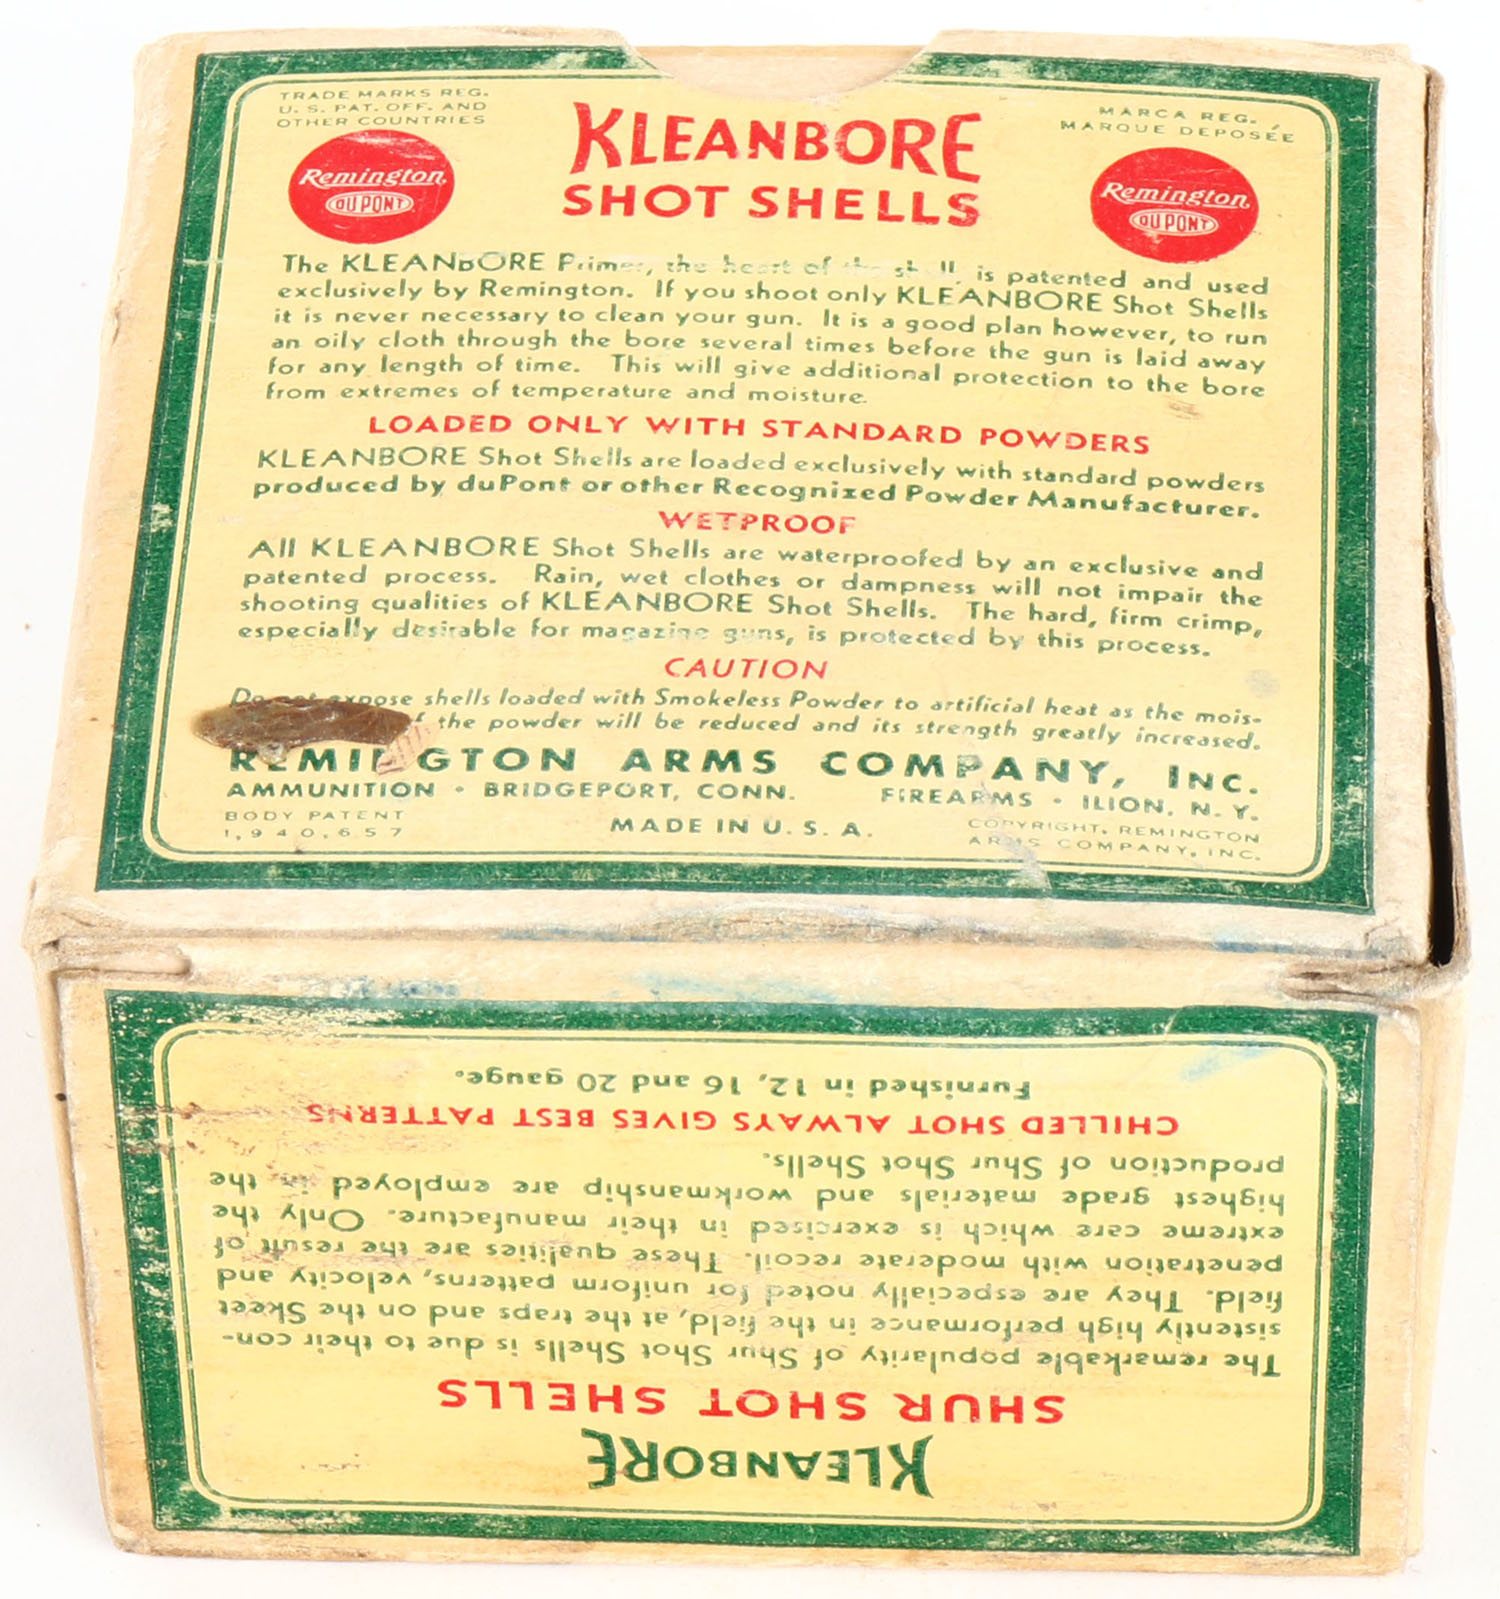 TRADE MARKS REG.
U. S. PAT. OFF. AND
OTHER COUNTRIES
Remington,
DU PONT
KLEANBORE
SHOT SHELLS
MARCA REG.
MARQUE DEPOSÉE
Remington,
DU PONT
The KLEANBORE Primer, the heart of the shell, is patented and used
exclusively by Remington. If you shoot only KLEANBORE Shot Shells
it is never necessary to clean your gun. It is a good plan however, to run
an oily cloth through the bore several times before the gun is laid away
for any length of time. This will give additional protection to the bore
from extremes of temperature and moisture.
LOADED ONLY WITH STANDARD POWDERS
KLEANBORE Shot Shells are loaded exclusively with standard powders
produced by duPont or other Recognized Powder Manufacturer.
WETPROOF
All KLEANBORE Shot Shells are waterproofed by an exclusive and
patented process. Rain, wet clothes or dampness will not impair the
shooting qualities of KLEANBORE Shot Shells. The hard, firm crimp,
especially desirable for magazine guns, is protected by this process.
CAUTION
Do not expose shells loaded with Smokeless Powder to artificial heat as the mois-
the powder will be reduced and its strength greatly increased.
REMINGTON ARMS COMPANY, INC.
AMMUNITION • BRIDGEPORT, CONN. FIREARMS • ILION, N. Y.
BODY PATENT
1,940,657
MADE IN U. S. A.
COPYRIGHT, REMINGTON
ARMS COMPANY, INC.
KLEANBORE
SHUR SHOT SHELLS
The remarkable popularity of Shur Shot Shells is due to their con-
sistently high performance in the field, at the traps and on the Skeet
field. They are especially noted for uniform patterns, velocity and
penetration with moderate recoil. These qualities are the result of
extreme care which is exercised in their manufacture. Only the
highest grade materials and workmanship are employed in the
production of Shur Shot Shells.
CHILLED SHOT ALWAYS GIVES BEST PATTERNS
Furnished in 12, 16 and 20 gauge.